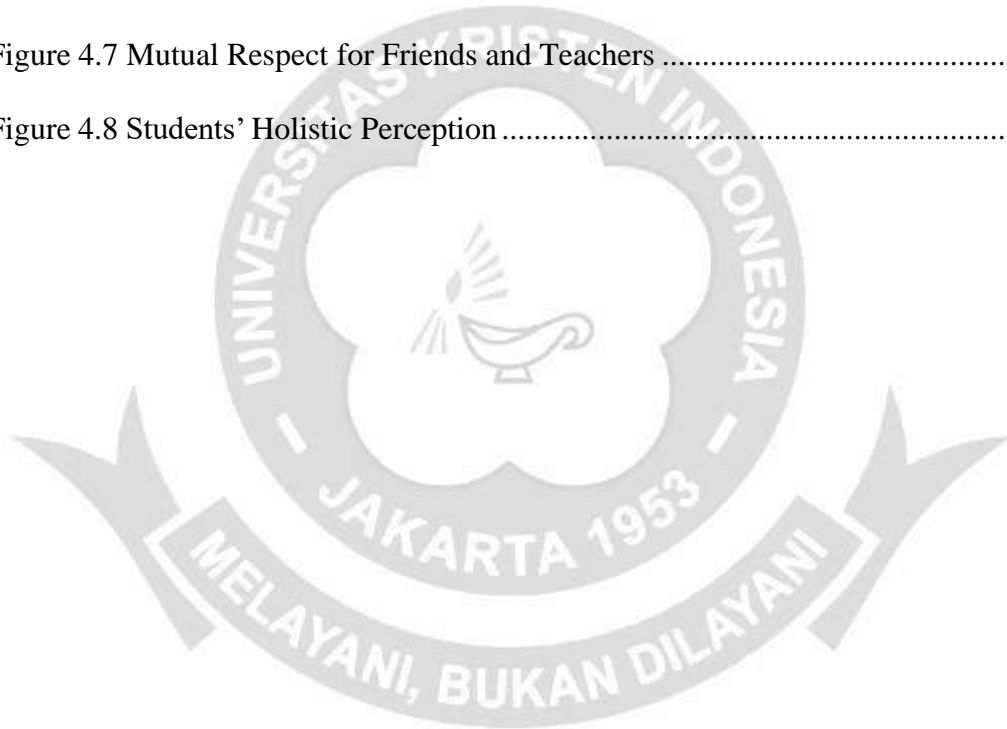 Figure 4.7 Mutual Respect for Friends and Teachers ....................................
Figure 4.8 Students’ Holistic Perception ......................................................
UNIVERSITAS KRISTEN INDONESIA
JAKARTA 1953
MELAYANI, BUKAN DILAYANI